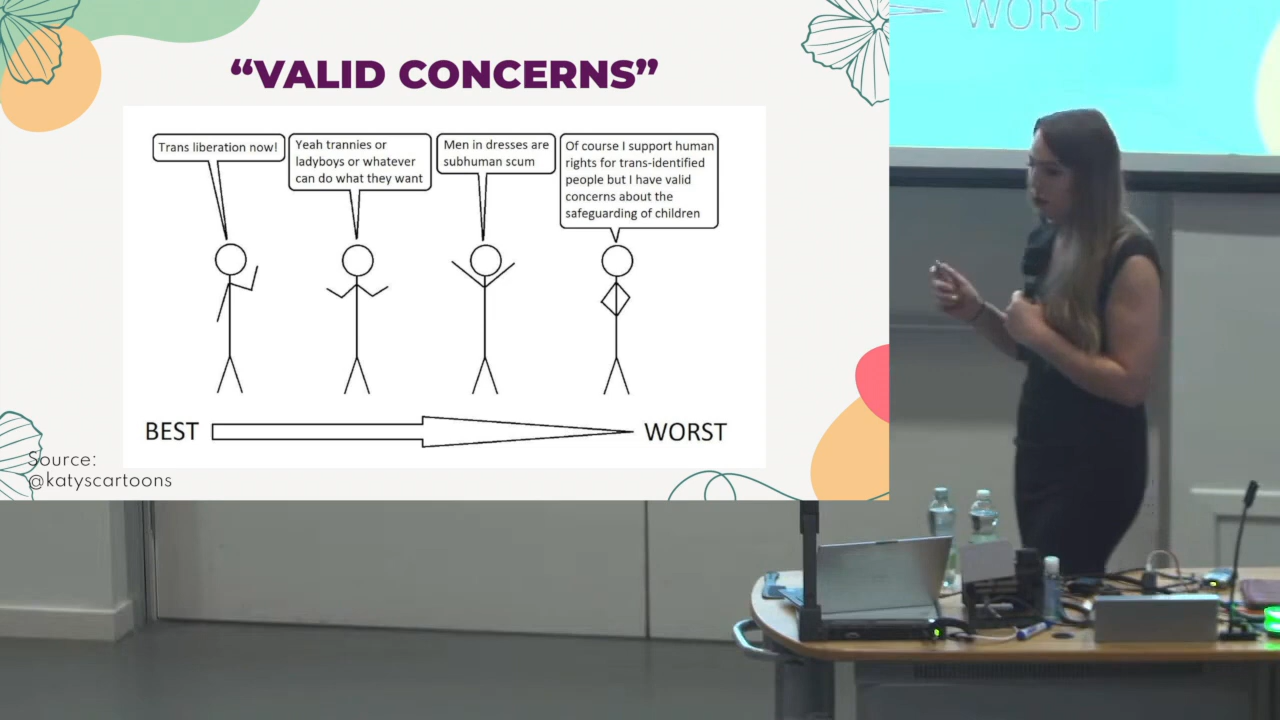 “VALID CONCERNS”
Trans liberation now!
Yeah trannies or
ladyboys or whatever
can do what they want
Men in dresses are
subhuman scum
Of course I support human
rights for trans-identified
people but I have valid
concerns about the
safeguarding of children
BEST
WORST
Source:
@katyscartoons
WORST